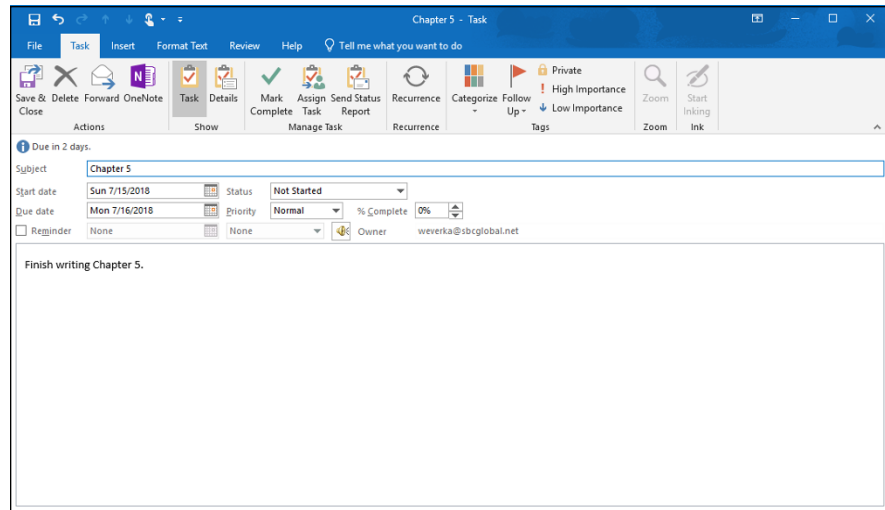 Chapter 5 - Task
File Task Insert Format Text Review Help Tell me what you want to do
Save & Close Delete Forward OneNote Task Details Mark Complete Assign Task Send Status Report Recurrence Categorize Follow Up Private
High Importance
Low Importance
Zoom Start Inking
Actions Show Manage Task Recurrence Tags Zoom Ink
Due in 2 days.
Subject Chapter 5
Start date Sun 7/15/2018 Status Not Started
Due date Mon 7/16/2018 Priority Normal % Complete 0%
Reminder None None Owner weverka@sbcglobal.net
Finish writing Chapter 5.